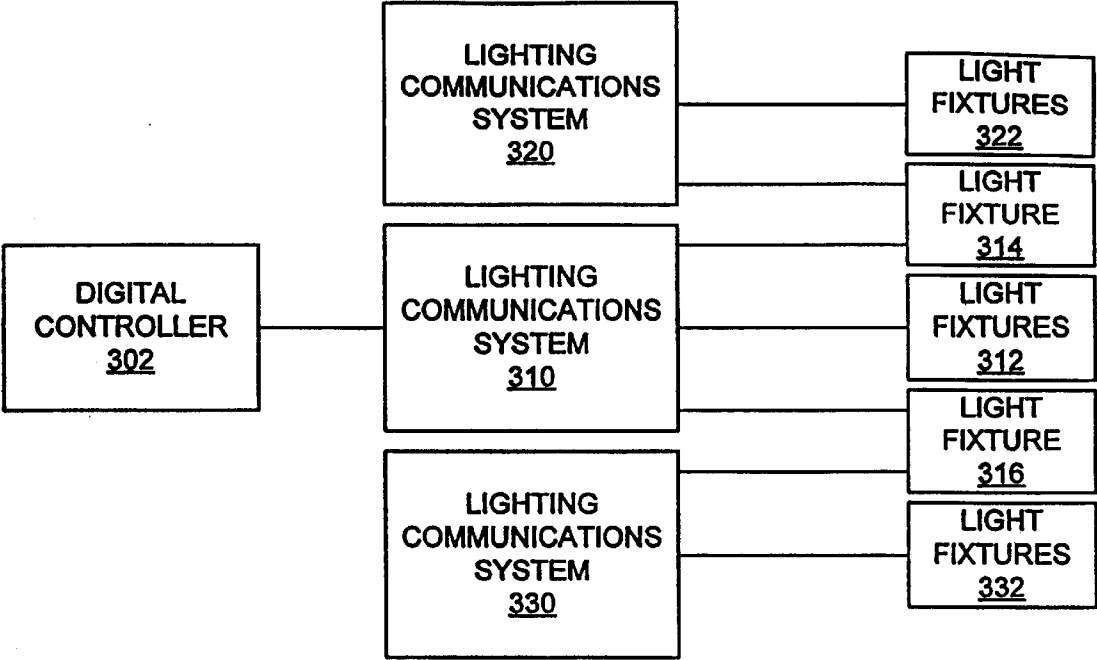 DIGITAL
CONTROLLER
302
LIGHTING
COMMUNICATIONS
SYSTEM
320
LIGHTING
COMMUNICATIONS
SYSTEM
310
LIGHTING
COMMUNICATIONS
SYSTEM
330
LIGHT
FIXTURES
322
LIGHT
FIXTURE
314
LIGHT
FIXTURES
312
LIGHT
FIXTURE
316
LIGHT
FIXTURES
332